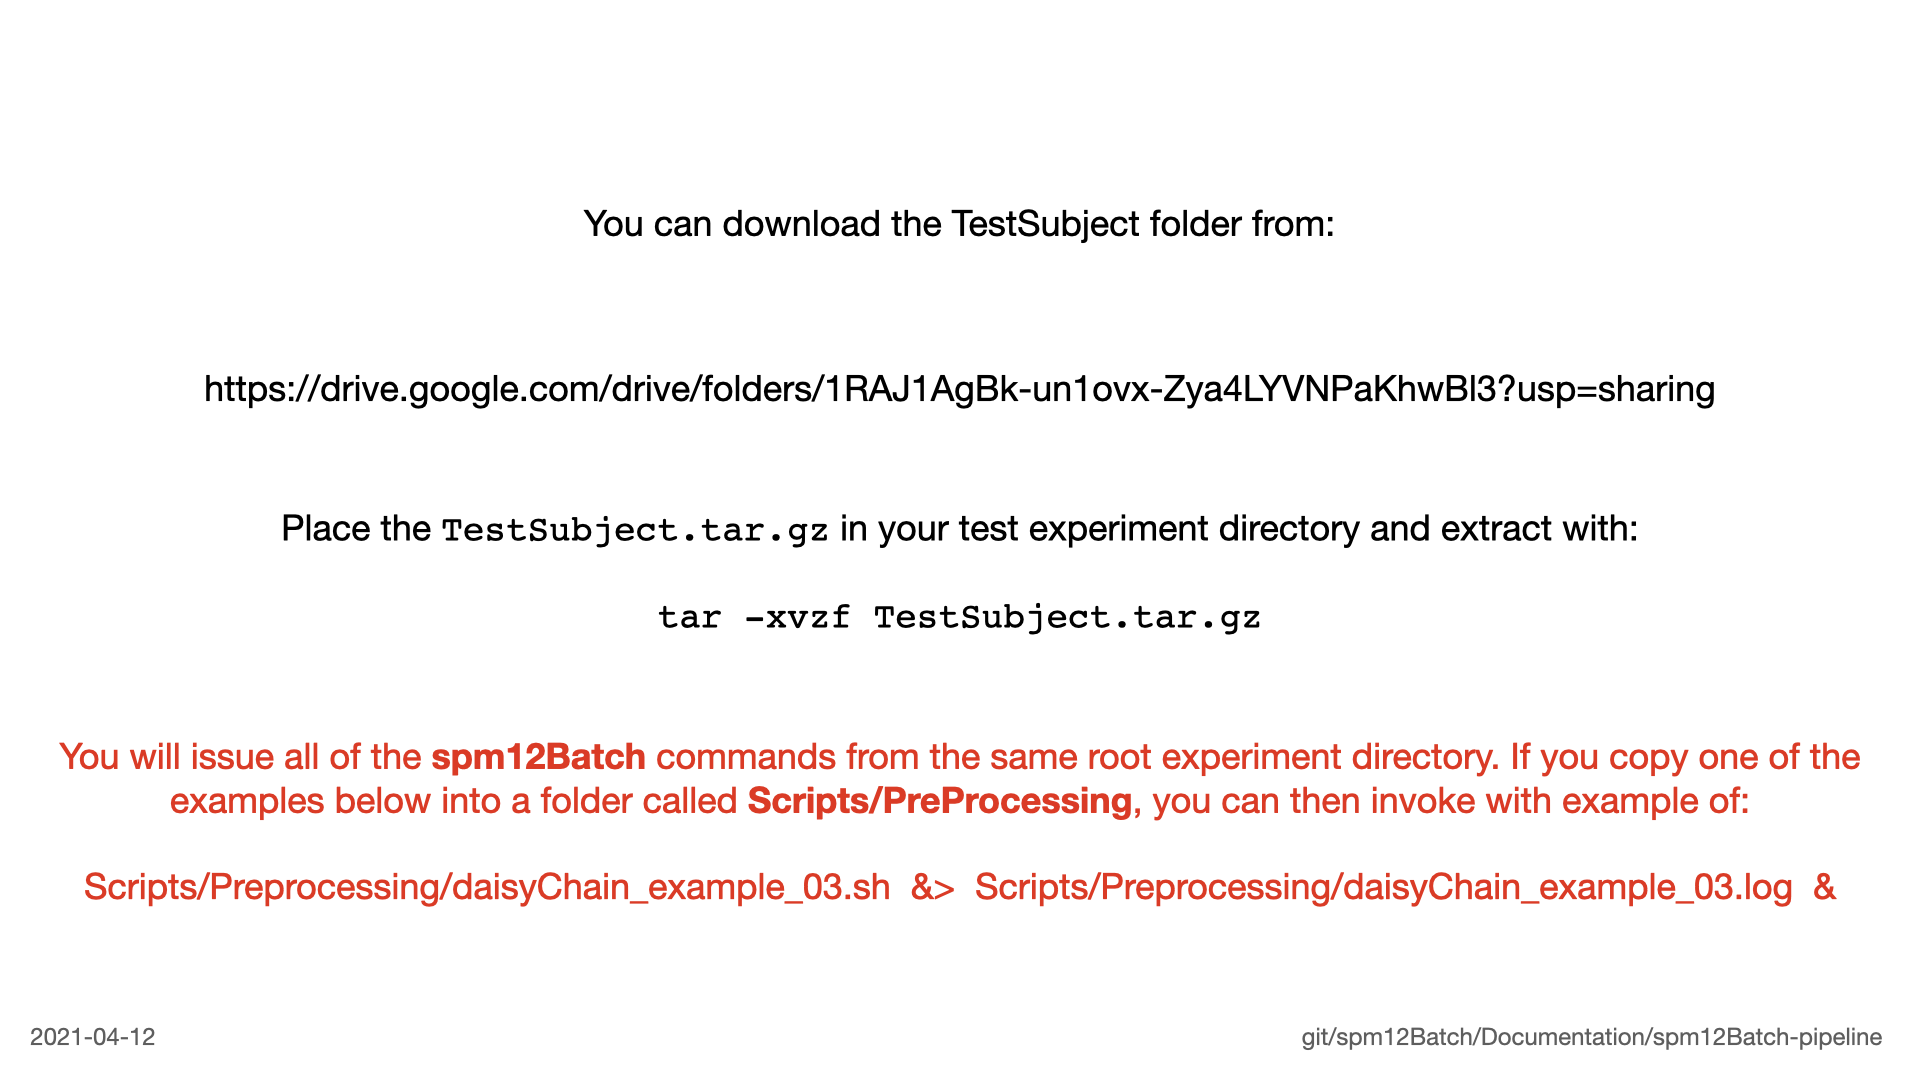 You can download the TestSubject folder from:
https://drive.google.com/drive/folders/1RAJ1AgBk-un1ovx-Zya4LYVNPaKhwBl3?usp=sharing
Place the TestSubject.tar.gz in your test experiment directory and extract with:
tar -xvzf TestSubject.tar.gz
You will issue all of the spm12Batch commands from the same root experiment directory. If you copy one of the
examples below into a folder called Scripts/PreProcessing, you can then invoke with example of:
Scripts/Preprocessing/daisyChain_example_03.sh  &>  Scripts/Preprocessing/daisyChain_example_03.log  &
2021-04-12
git/spm12Batch/Documentation/spm12Batch-pipeline